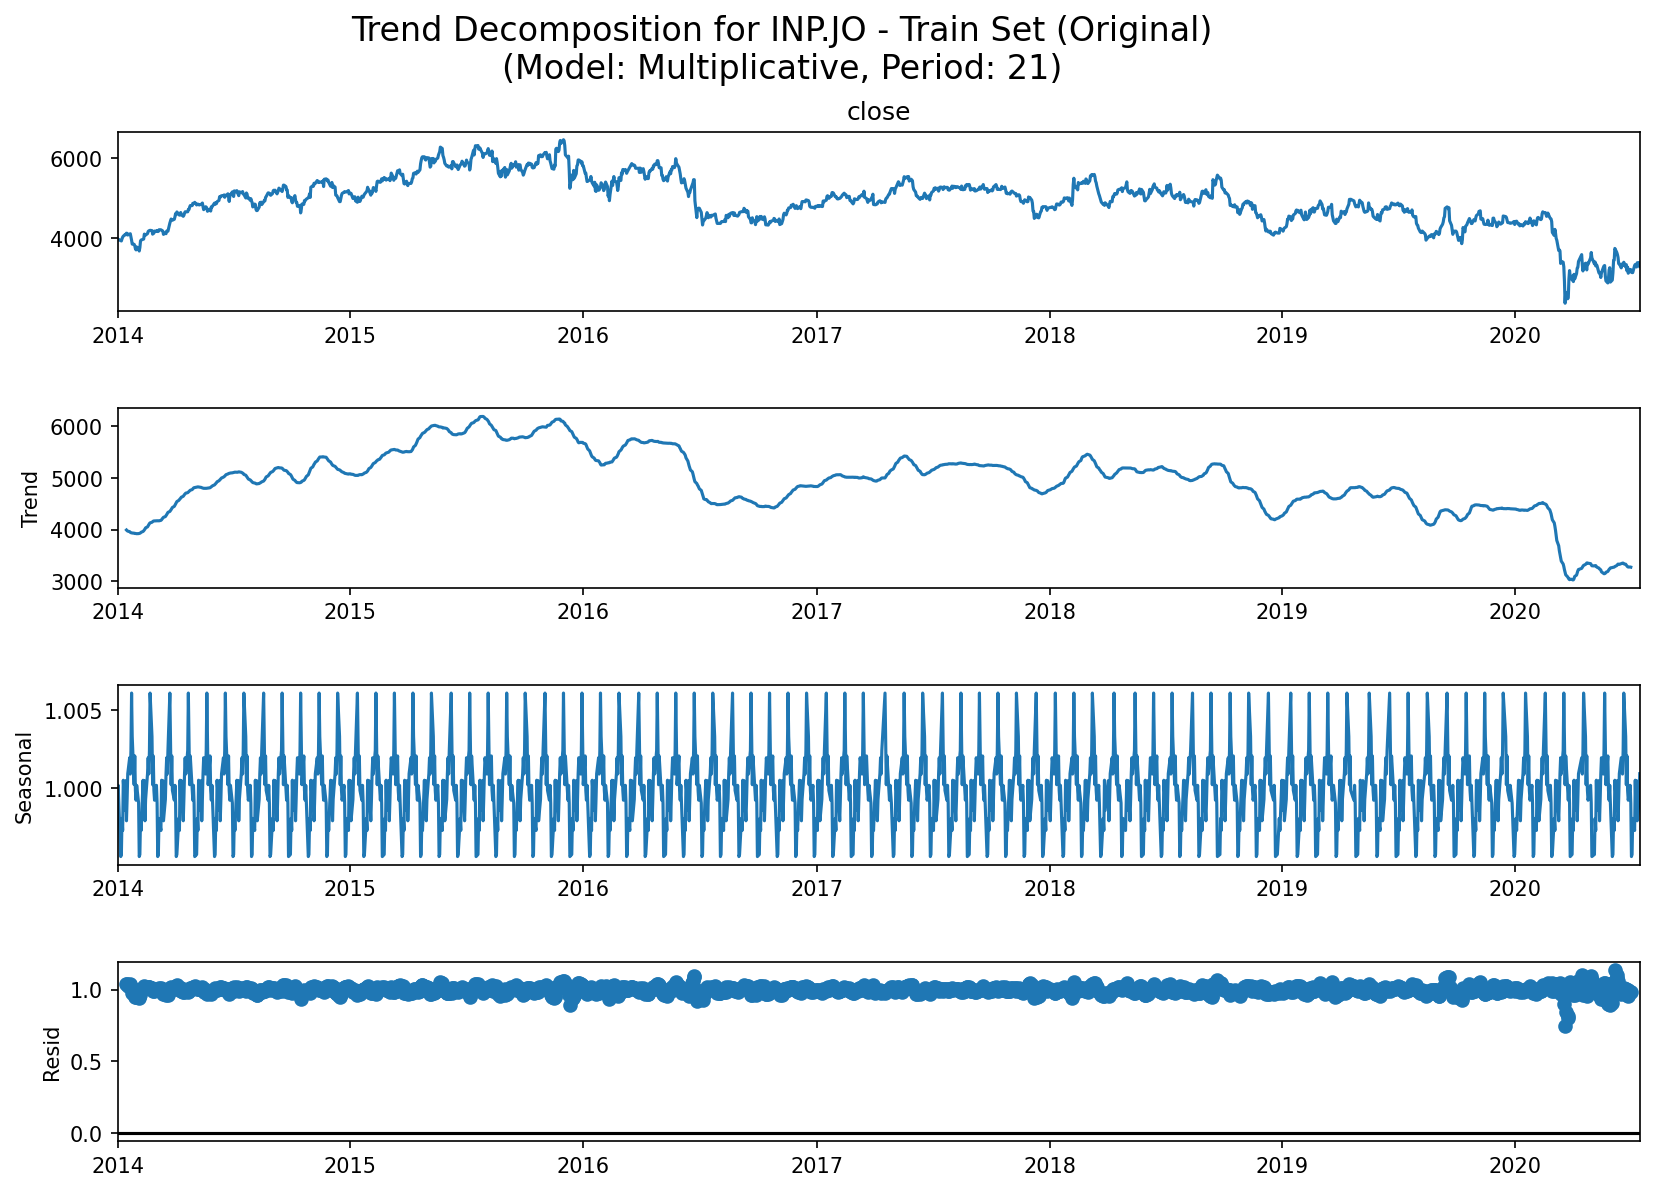 Trend Decomposition for INP.JO - Train Set (Original)
(Model: Multiplicative, Period: 21)
close
6000
4000
2014 2015 2016 2017 2018 2019 2020
Trend
6000
5000
4000
3000
2014 2015 2016 2017 2018 2019 2020
Seasonal
1.005
1.000
2014 2015 2016 2017 2018 2019 2020
Resid
1.0
0.5
0.0
2014 2015 2016 2017 2018 2019 2020